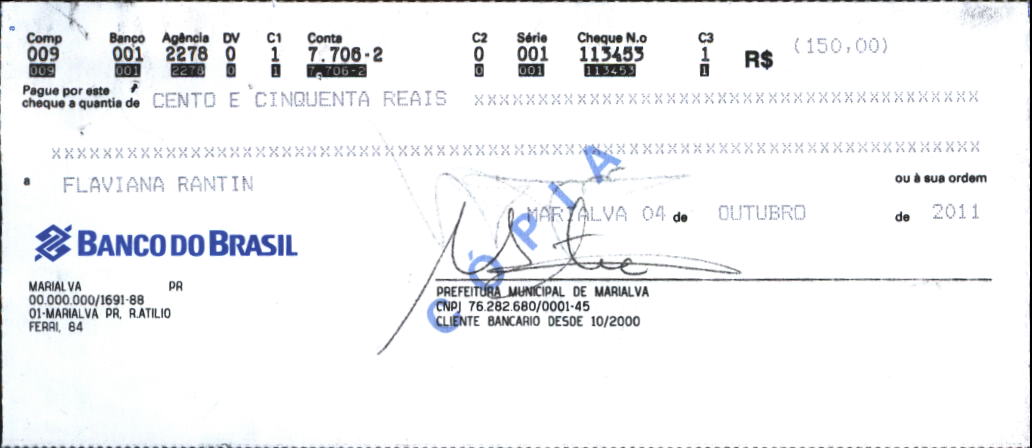 Comp Banco Agência DV C1 Conta C2 Série Cheque N.o C3
009 001 2278 0 1 7.706-2 0 001 113453 1 R$ (150,00)
009 001 2278 0 1 7.706-2 0 001 113453 1
Pague por este
cheque a quantia de CENTO E CINQUENTA REAIS XXXXXXXXXXXXXXXXXXXXXXXXXXXXXXXXXXXXXXXXXXXXX
XXXXXXXXXXXXXXXXXXXXXXXXXXXXXXXXXXXXXXXXXXXXXXXXXXXXXXXXXXXXXXXXXXXXXXXXXXXXX
a FLAVIANA RANTIN ou à sua ordem
MARIALVA 04 de OUTUBRO de 2011
BANCO DO BRASIL
CÓPIA
MARIALVA PR
00.000.000/1691-88
01-MARIALVA PR, R.ATILIO
FERRI, 84
PREFEITURA MUNICIPAL DE MARIALVA
CNPJ 76.282.680/0001-45
CLIENTE BANCARIO DESDE 10/2000